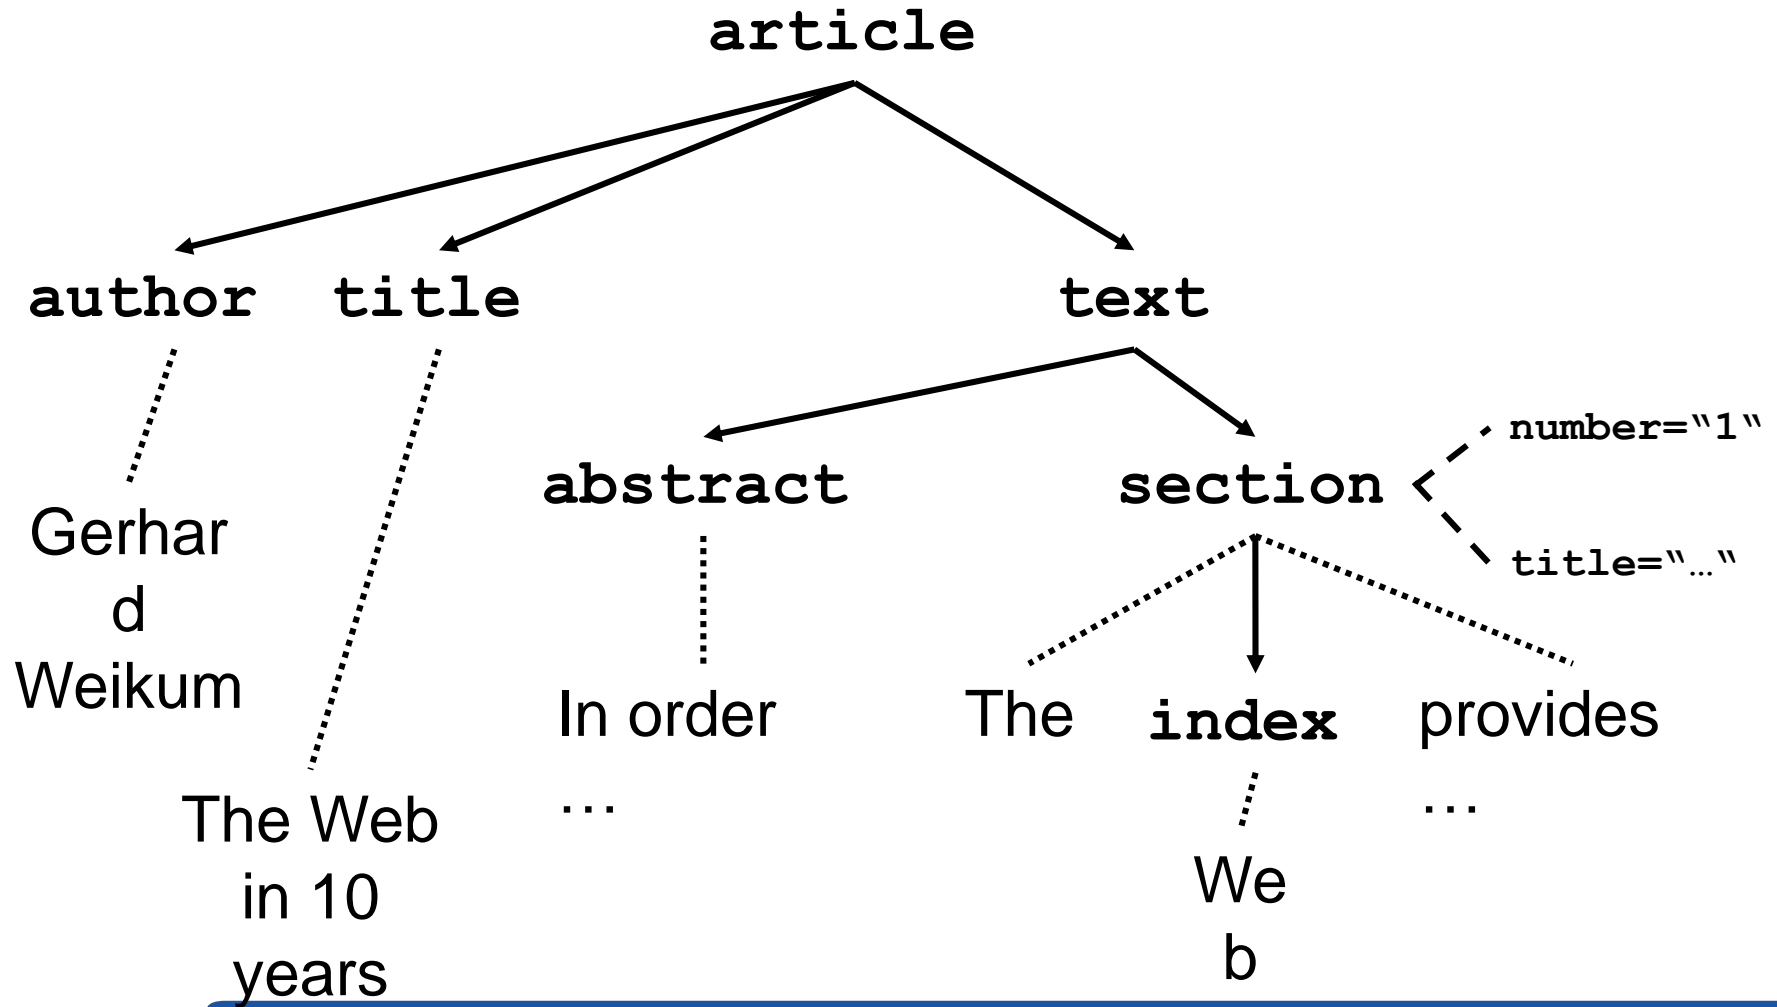 article
author
title
text
number="1"
abstract
section
title="…"
Gerhar
d
Weikum
In order
…
The
index
provides
…
The Web
in 10
years
We
b